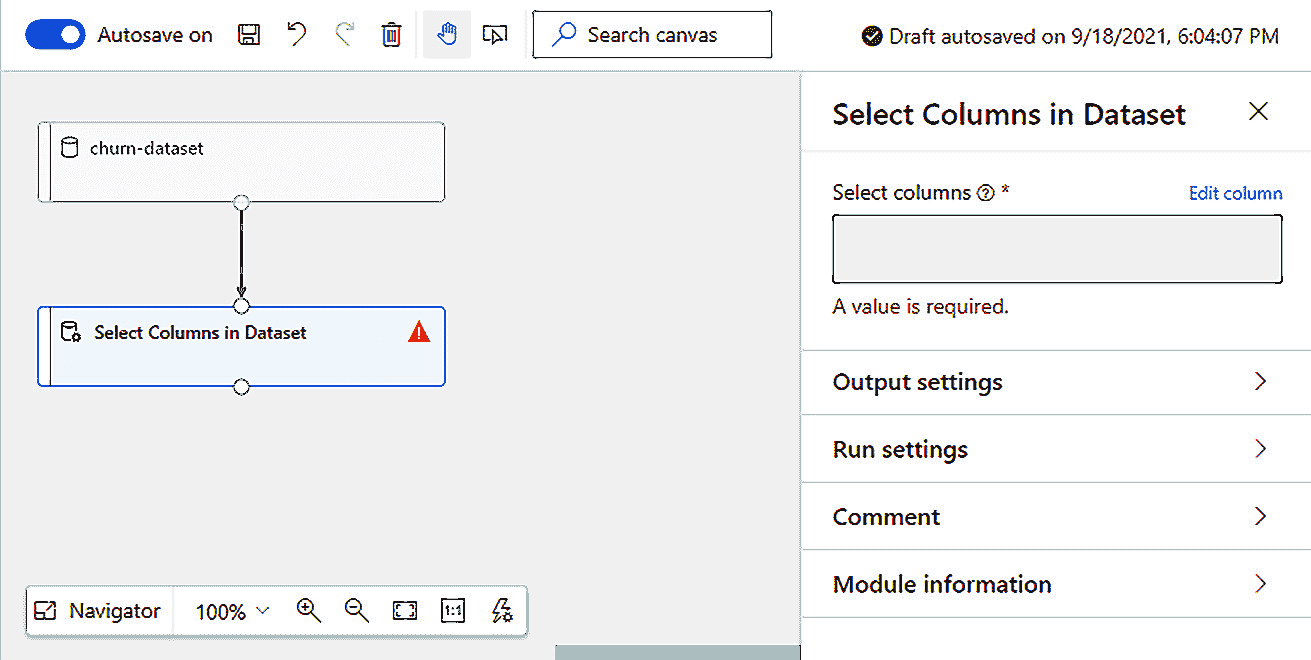 Autosave on
Search canvas
Draft autosaved on 9/18/2021, 6:04:07 PM
churn-dataset
Select Columns in Dataset
Navigator
100%
1:1
Select Columns in Dataset
Select columns ? *
Edit column
A value is required.
Output settings
Run settings
Comment
Module information